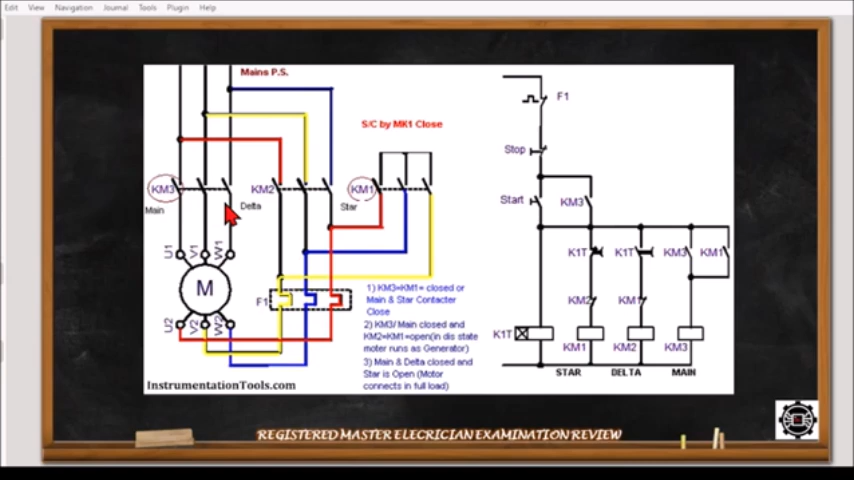 Edit View Navigation Journal Tools Plugin Help
Mains P.S.
S/C by MK1 Close
KM3
Main
KM2
Delta
KM1
Star
U1 V1 W1
M
U2 V2 W2
F1
1) KM3=KM1= closed or
Main & Star Contacter
Close
2) KM3/ Main closed and
KM2=KM1=open(in dis state
moter runs as Generator)
3) Main & Delta closed and
Star is Open (Motor
connects in full load)
InstrumentationTools.com
F1
Stop
Start
KM3
K1T K1T KM3 KM1
KM2 KM1
K1T KM1 KM2 KM3
STAR DELTA MAIN
REGISTERED MASTER ELECRICIAN EXAMINATION REVIEW